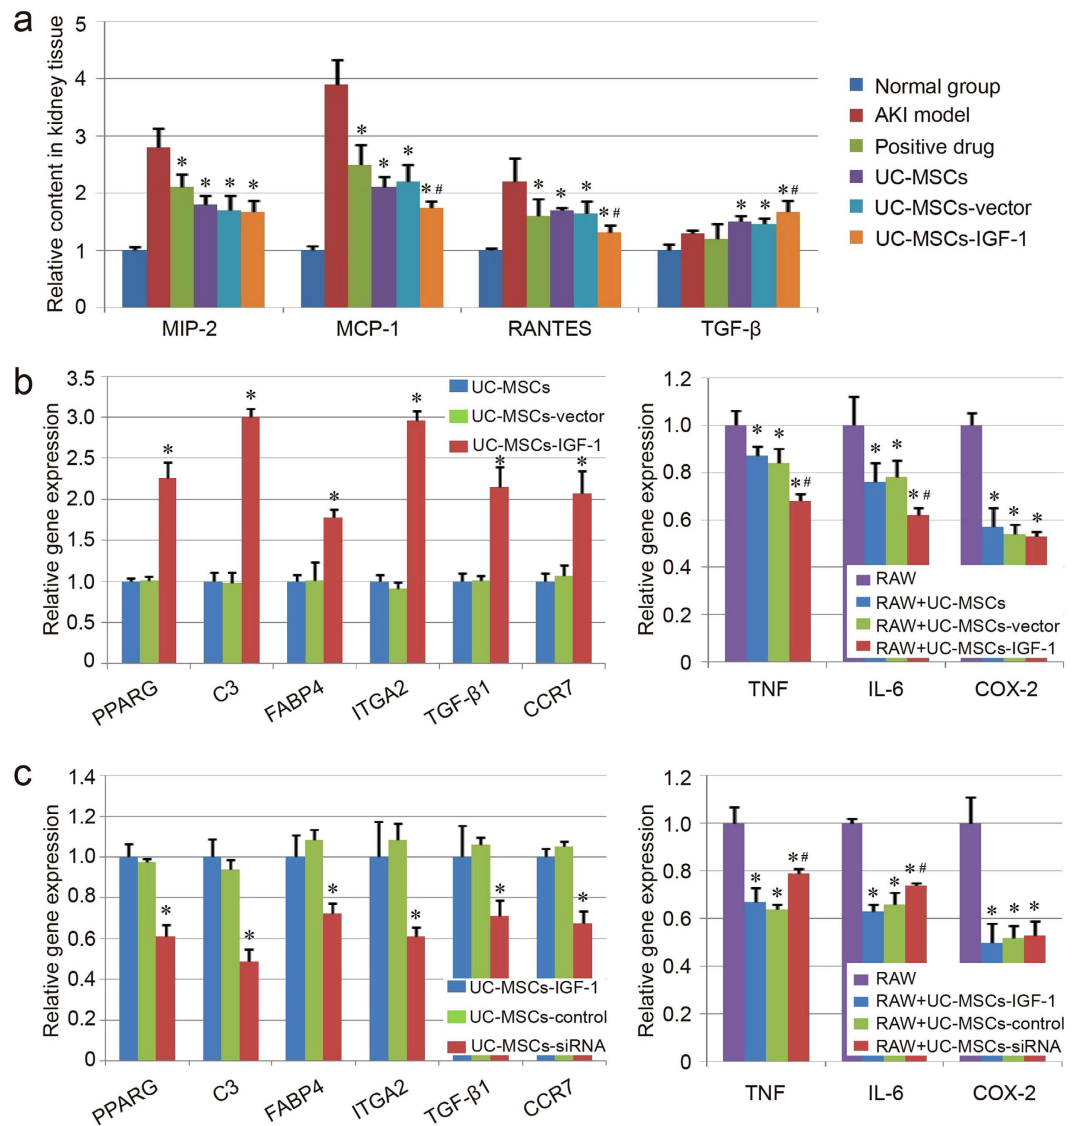 a
Relative content in kidney tissue
5
4
3
2
1
0
* * * *
* * * *#
* * * *#
* * *#
MIP-2 MCP-1 RANTES TGF-β
Normal group
AKI model
Positive drug
UC-MSCs
UC-MSCs-vector
UC-MSCs-IGF-1
b
Relative gene expression
3.5
3.0
2.5
2.0
1.5
1.0
0.5
0
* * * * * *
UC-MSCs
UC-MSCs-vector
UC-MSCs-IGF-1
PPARG C3 FABP4 ITGA2 TGF-β1 CCR7
Relative gene expression
1.2
1.0
0.8
0.6
0.4
0.2
0
* * *#
* * *#
* * *
RAW
RAW+UC-MSCs
RAW+UC-MSCs-vector
RAW+UC-MSCs-IGF-1
TNF IL-6 COX-2
c
Relative gene expression
1.4
1.2
1.0
0.8
0.6
0.4
0.2
0
* * * * * *
UC-MSCs-IGF-1
UC-MSCs-control
UC-MSCs-siRNA
PPARG C3 FABP4 ITGA2 TGF-β1 CCR7
Relative gene expression
1.2
1.0
0.8
0.6
0.4
0.2
0
* * *#
* * *#
* * *
RAW
RAW+UC-MSCs-IGF-1
RAW+UC-MSCs-control
RAW+UC-MSCs-siRNA
TNF IL-6 COX-2